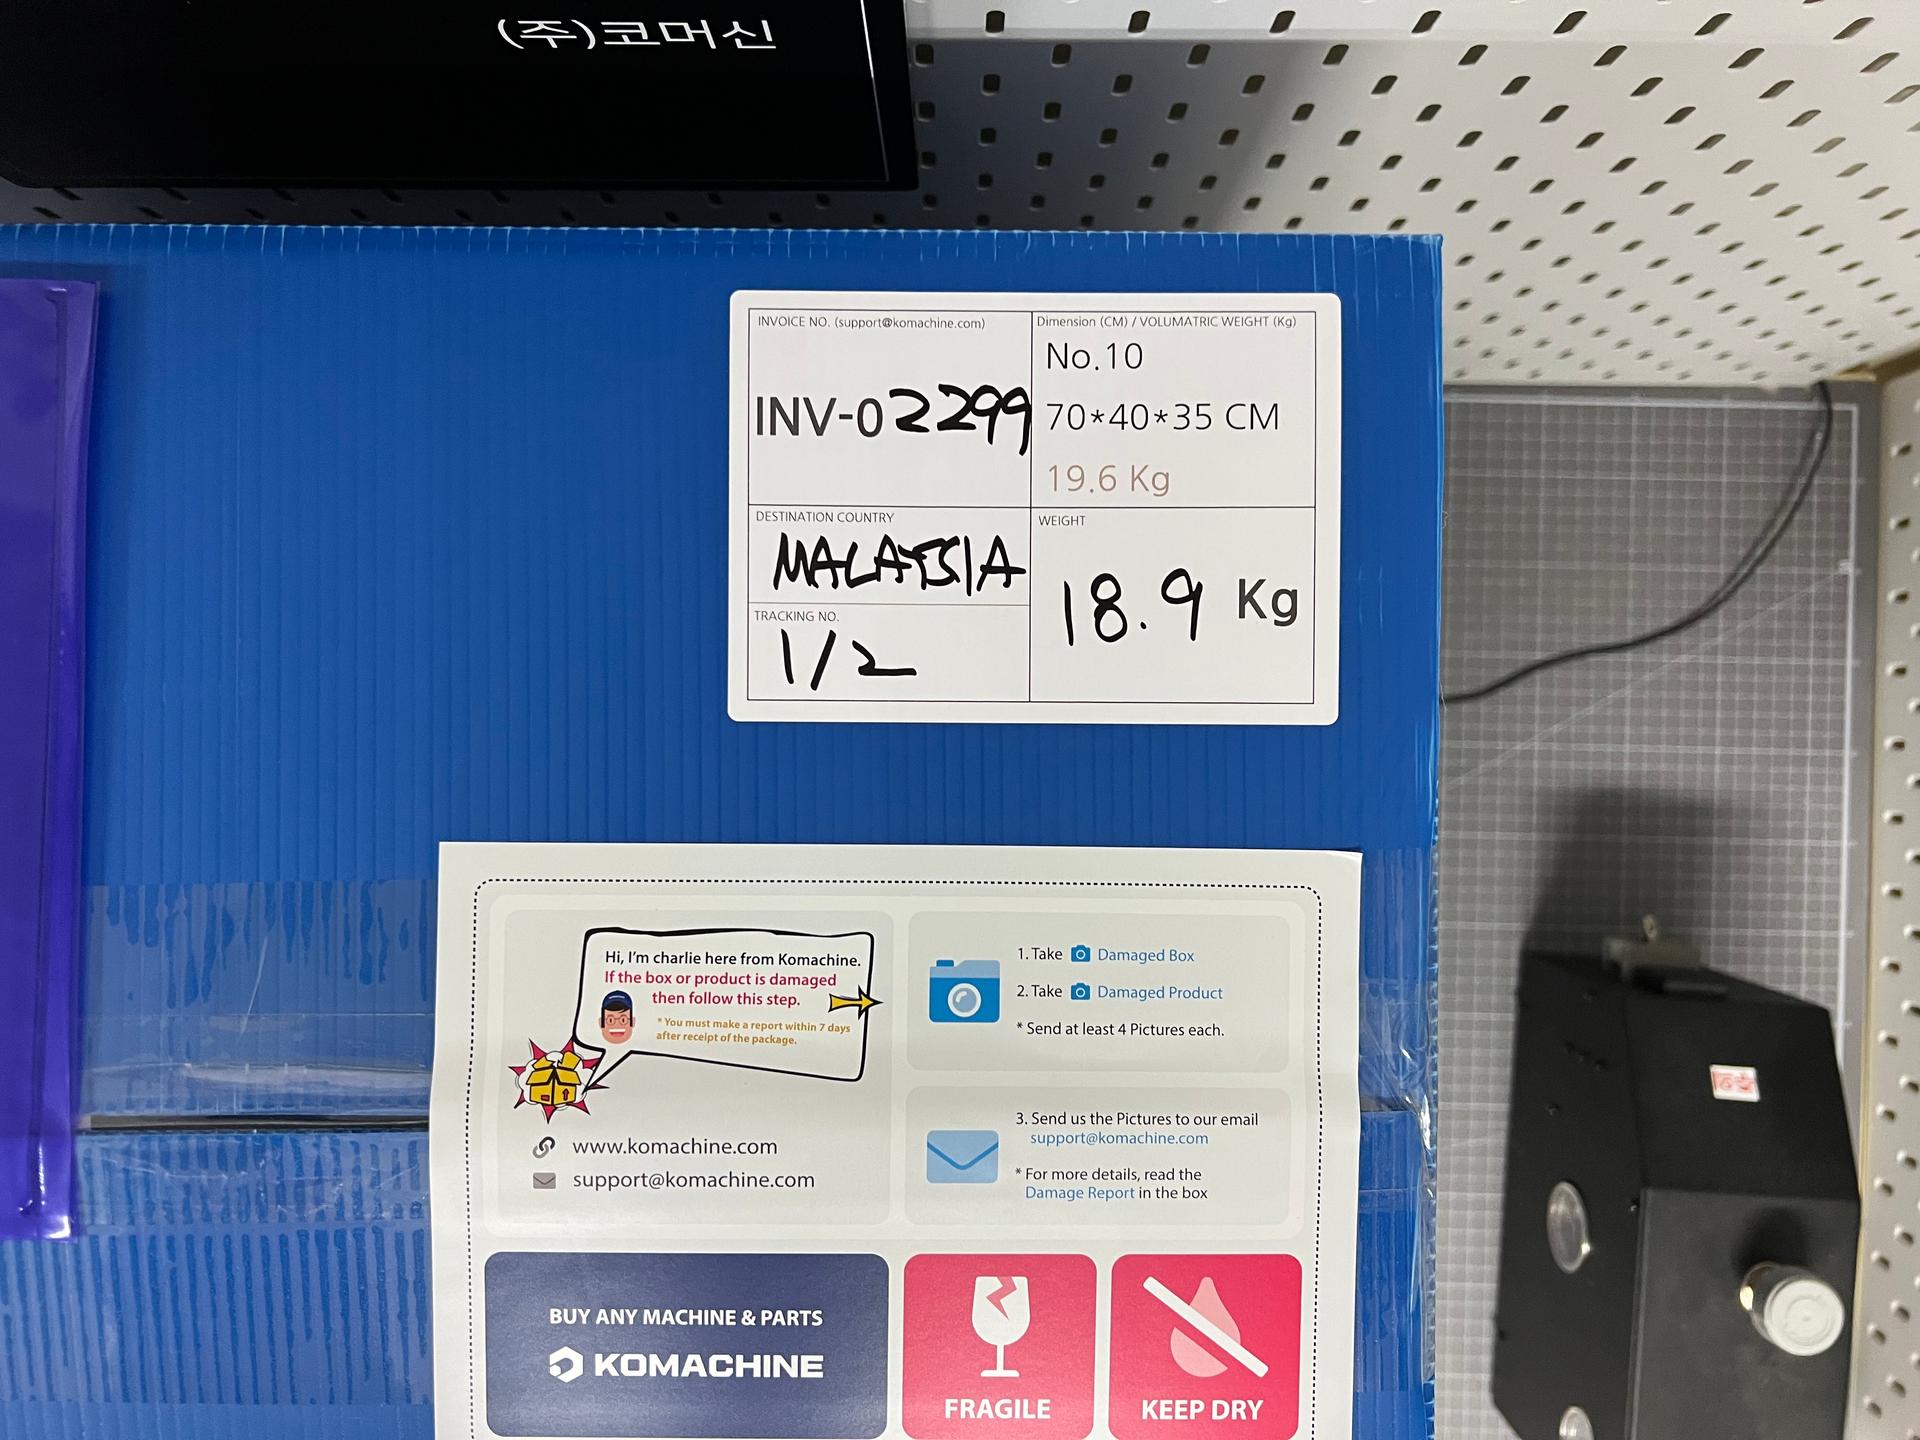 (주)코머신
INVOICE NO. (support@komachine.com)
INV-02299
Dimension (CM) / VOLUMATRIC WEIGHT (Kg)
No.10
70*40*35 CM
19.6 Kg
DESTINATION COUNTRY
MALAYSIA
TRACKING NO.
1/2
WEIGHT
18.9 Kg
Hi, I'm charlie here from Komachine.
If the box or product is damaged
then follow this step.
* You must make a report within 7 days
after receipt of the package.
www.komachine.com
support@komachine.com
1. Take Damaged Box
2. Take Damaged Product
* Send at least 4 Pictures each.
3. Send us the Pictures to our email
support@komachine.com
* For more details, read the
Damage Report in the box
BUY ANY MACHINE & PARTS
KOMACHINE
FRAGILE
KEEP DRY